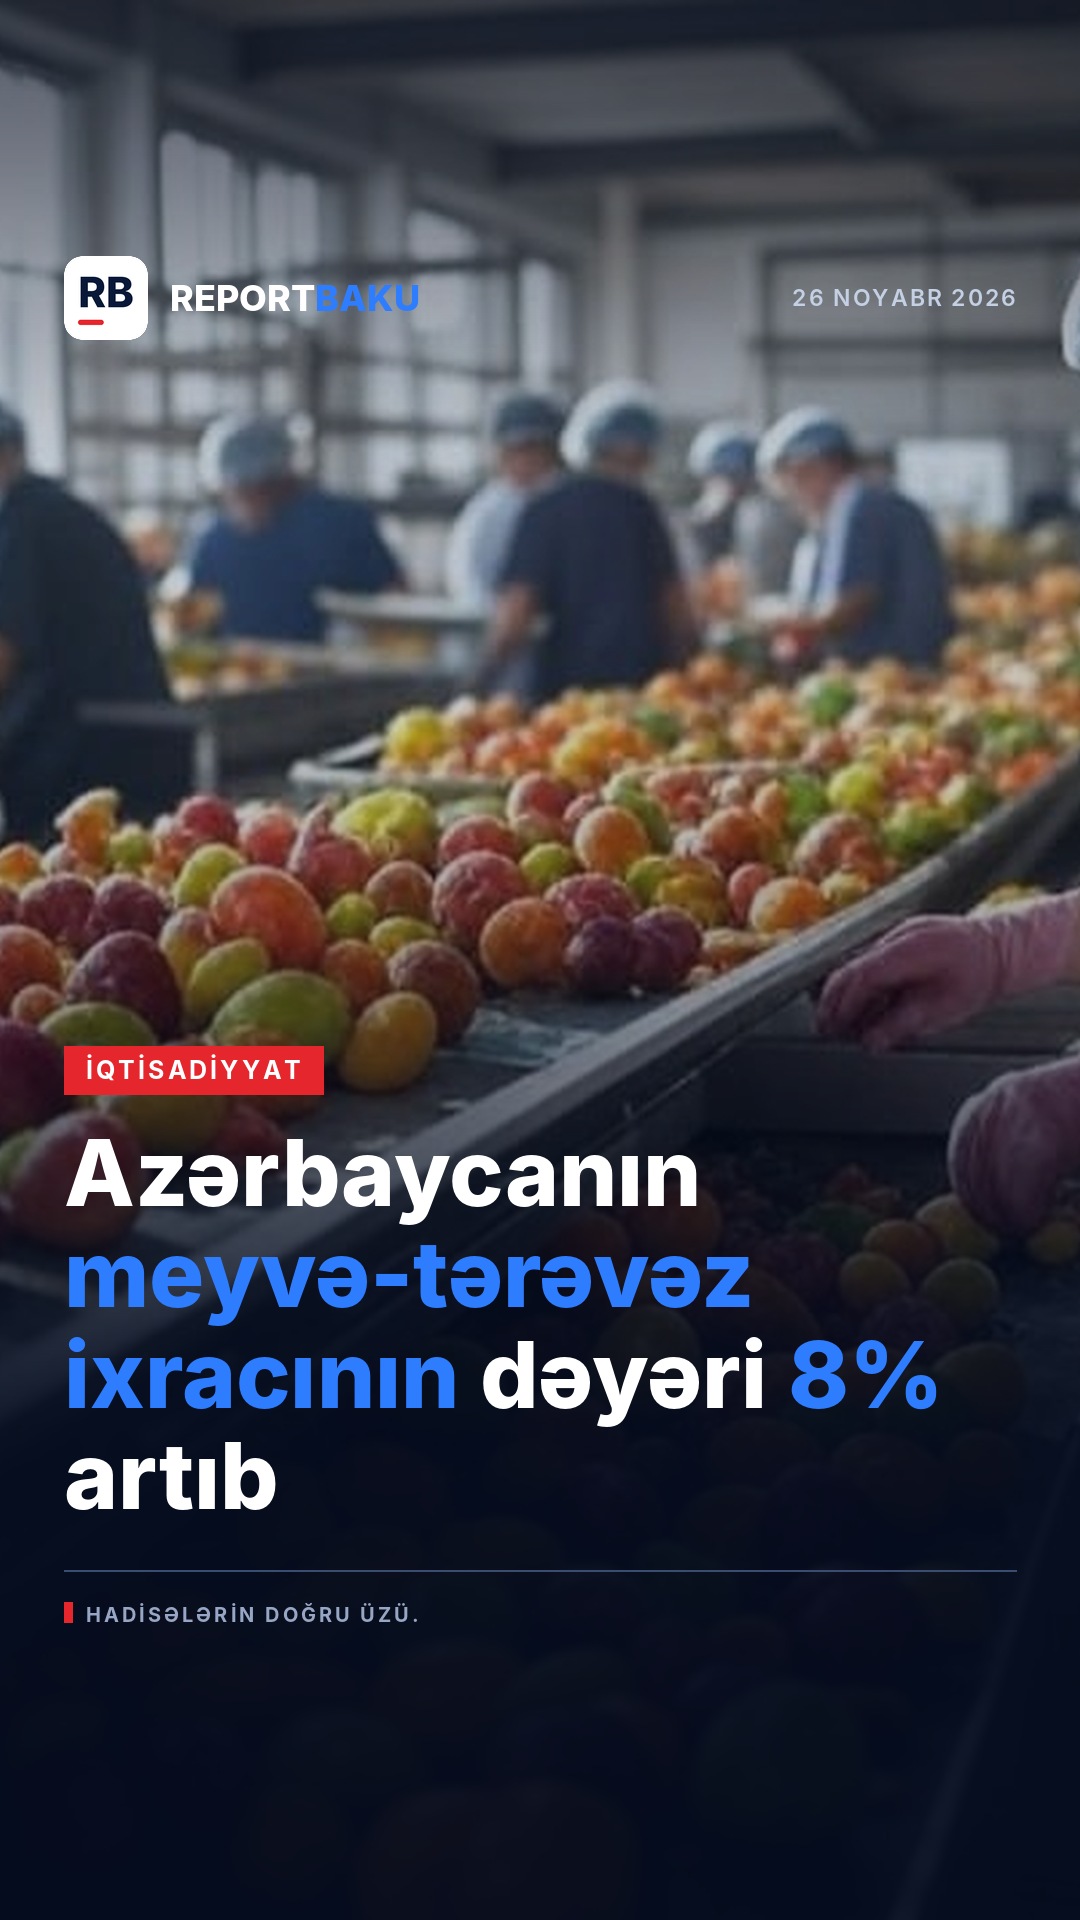 RB
REPORTBAKU
26 NOYABR 2026
İQTİSADİYYAT
Azərbaycanın
meyvə-tərəvəz
ixracının dəyəri 8%
artıb
HADİSƏLƏRİN DOĞRU ÜZÜ.